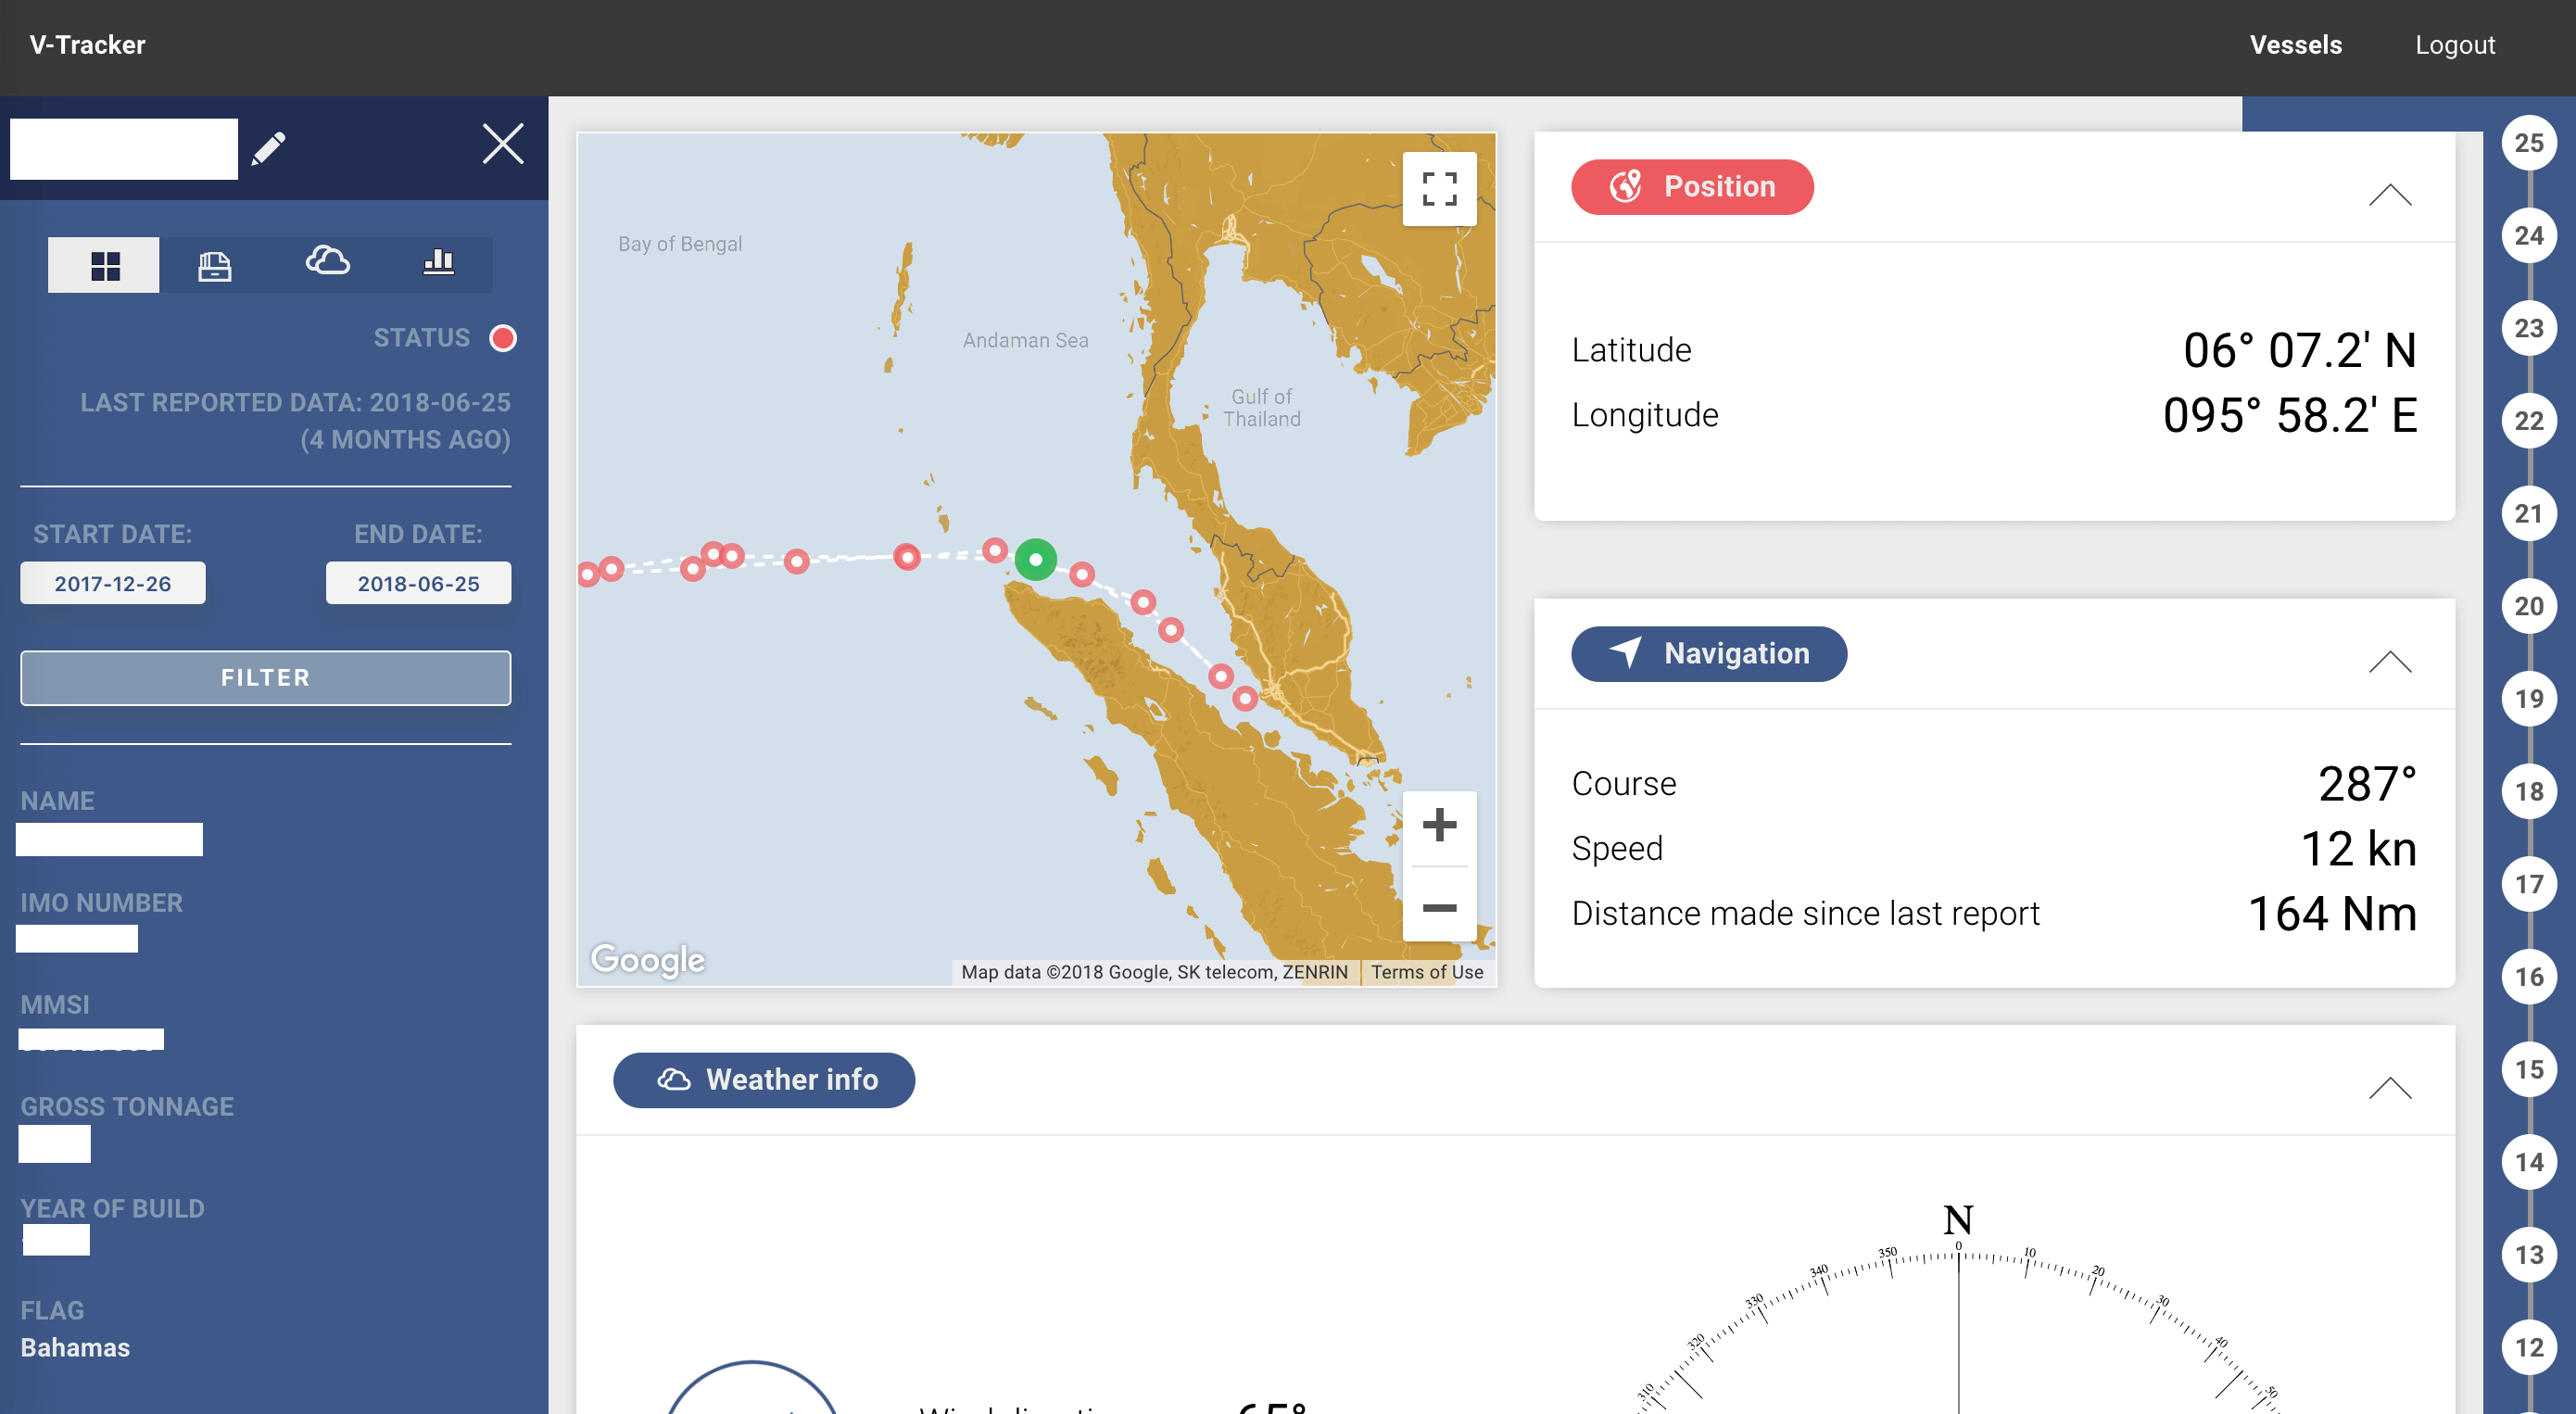 V-Tracker
Vessels
Logout
STATUS
LAST REPORTED DATA: 2018-06-25
(4 MONTHS AGO)
START DATE:
END DATE:
2017-12-26
2018-06-25
FILTER
NAME
IMO NUMBER
MMSI
GROSS TONNAGE
YEAR OF BUILD
FLAG
Bahamas
Bay of Bengal
Andaman Sea
Gulf of
Thailand
Google
Map data ©2018 Google, SK telecom, ZENRIN
Terms of Use
Position
Latitude
06° 07.2' N
Longitude
095° 58.2' E
Navigation
Course
287°
Speed
12 kn
Distance made since last report
164 Nm
Weather info
65°
N
310
320
330
340
350
0
10
20
30
40
50
25
24
23
22
21
20
19
18
17
16
15
14
13
12